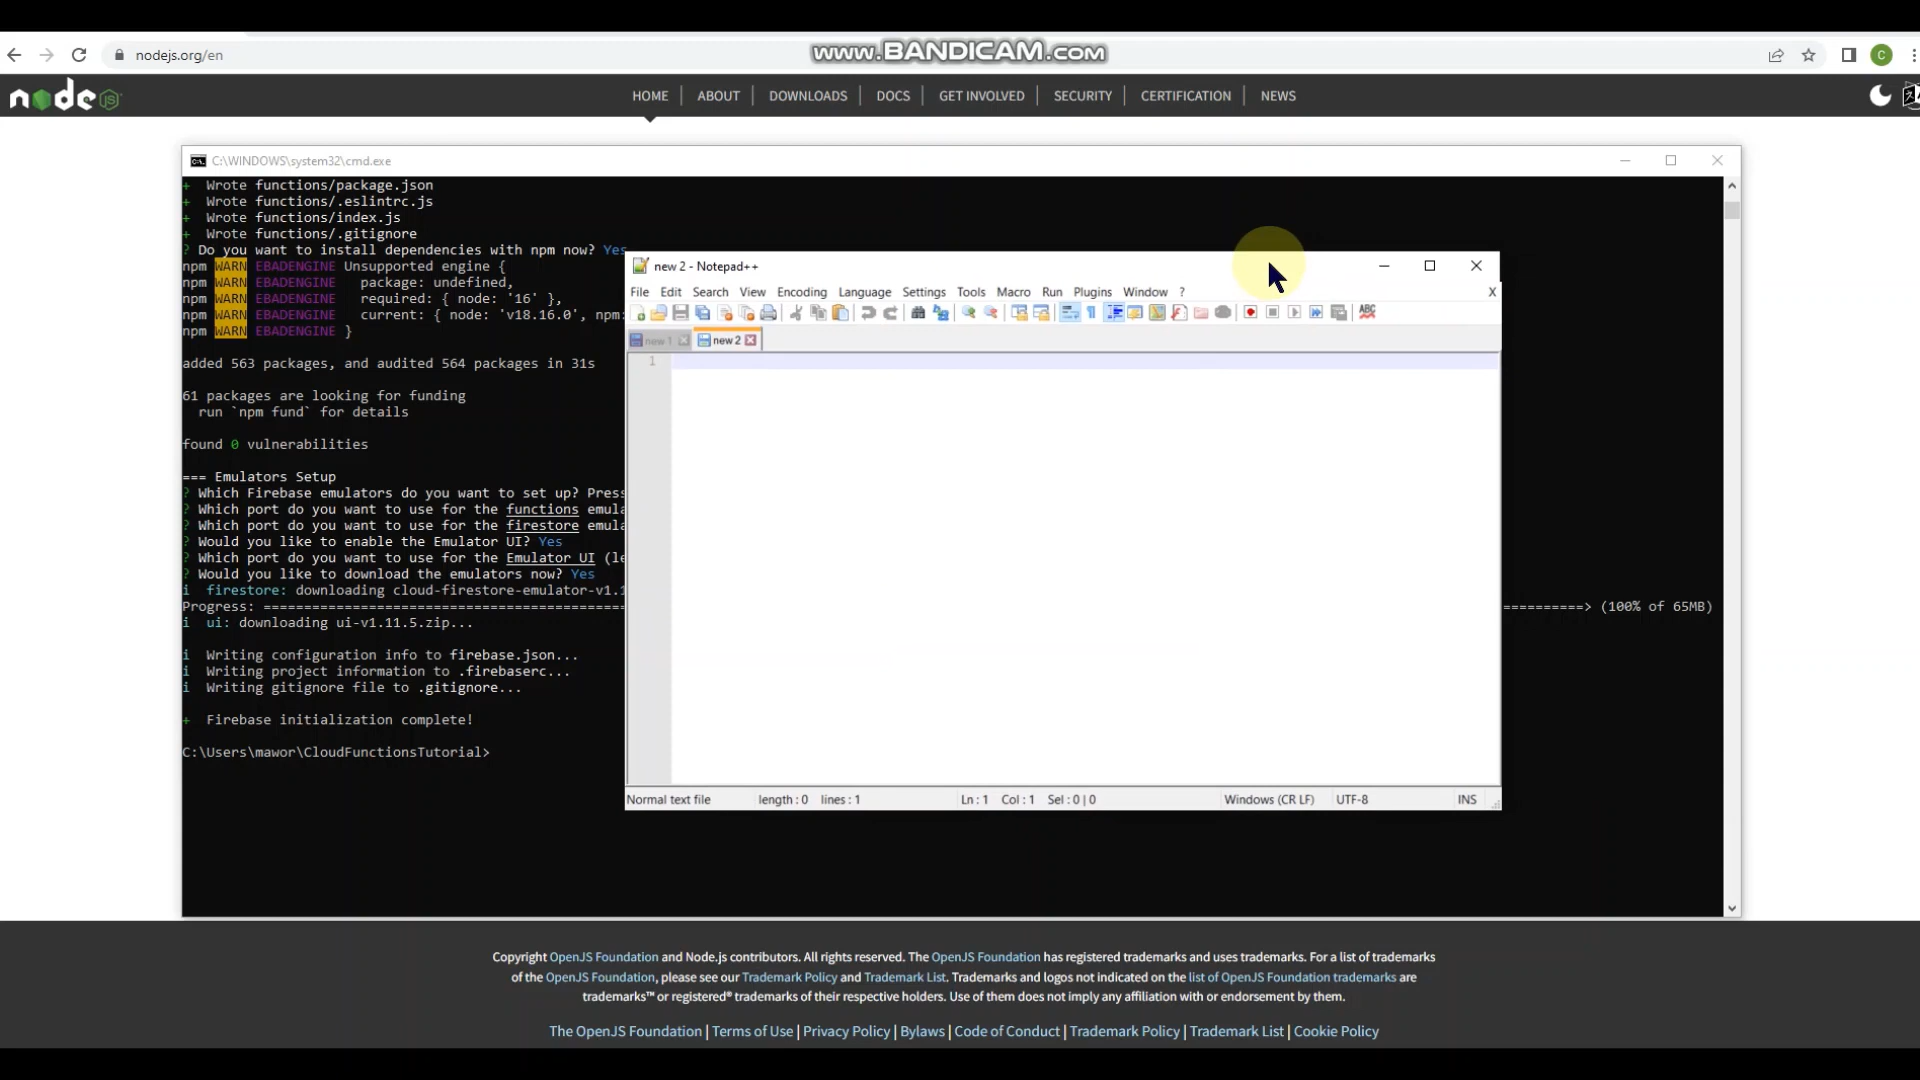 www.BANDICAM.com
nodejs.org/en
C
node JS
HOME | ABOUT | DOWNLOADS | DOCS | GET INVOLVED | SECURITY | CERTIFICATION | NEWS
C:\WINDOWS\system32\cmd.exe
+ Wrote functions/package.json
+ Wrote functions/.eslintrc.js
+ Wrote functions/index.js
+ Wrote functions/.gitignore
? Do you want to install dependencies with npm now? Yes
npm WARN EBADENGINE Unsupported engine {
npm WARN EBADENGINE   package: undefined,
npm WARN EBADENGINE   required: { node: '16' },
npm WARN EBADENGINE   current: { node: 'v18.16.0', npm:
npm WARN EBADENGINE }
added 563 packages, and audited 564 packages in 31s
61 packages are looking for funding
run `npm fund` for details
found 0 vulnerabilities
=== Emulators Setup
? Which Firebase emulators do you want to set up? Press
? Which port do you want to use for the functions emula
? Which port do you want to use for the firestore emula
? Would you like to enable the Emulator UI? Yes
? Which port do you want to use for the Emulator UI (le
? Would you like to download the emulators now? Yes
i firestore: downloading cloud-firestore-emulator-v1.1
Progress: ==========> (100% of 65MB)
i ui: downloading ui-v1.11.5.zip...
i Writing configuration info to firebase.json...
i Writing project information to .firebaserc...
i Writing gitignore file to .gitignore...
+ Firebase initialization complete!
C:\Users\mawor\CloudFunctionsTutorial>
new 2 - Notepad++
File Edit Search View Encoding Language Settings Tools Macro Run Plugins Window ? X
ABC
new 1 new 2
1
Normal text file length : 0 lines : 1 Ln : 1 Col : 1 Sel : 0 | 0 Windows (CR LF) UTF-8 INS
Copyright OpenJS Foundation and Node.js contributors. All rights reserved. The OpenJS Foundation has registered trademarks and uses trademarks. For a list of trademarks
of the OpenJS Foundation, please see our Trademark Policy and Trademark List. Trademarks and logos not indicated on the list of OpenJS Foundation trademarks are
trademarks™ or registered® trademarks of their respective holders. Use of them does not imply any affiliation with or endorsement by them.
The OpenJS Foundation | Terms of Use | Privacy Policy | Bylaws | Code of Conduct | Trademark Policy | Trademark List | Cookie Policy